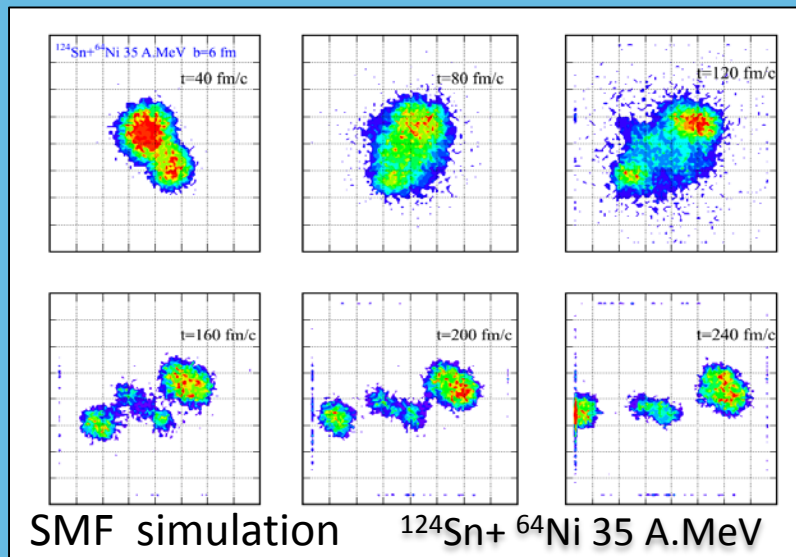 ¹²⁴Sn+⁶⁴Ni 35 A.MeV b=6 fm
t=40 fm/c
t=80 fm/c
t=120 fm/c
t=160 fm/c
t=200 fm/c
t=240 fm/c
SMF simulation ¹²⁴Sn+ ⁶⁴Ni 35 A.MeV